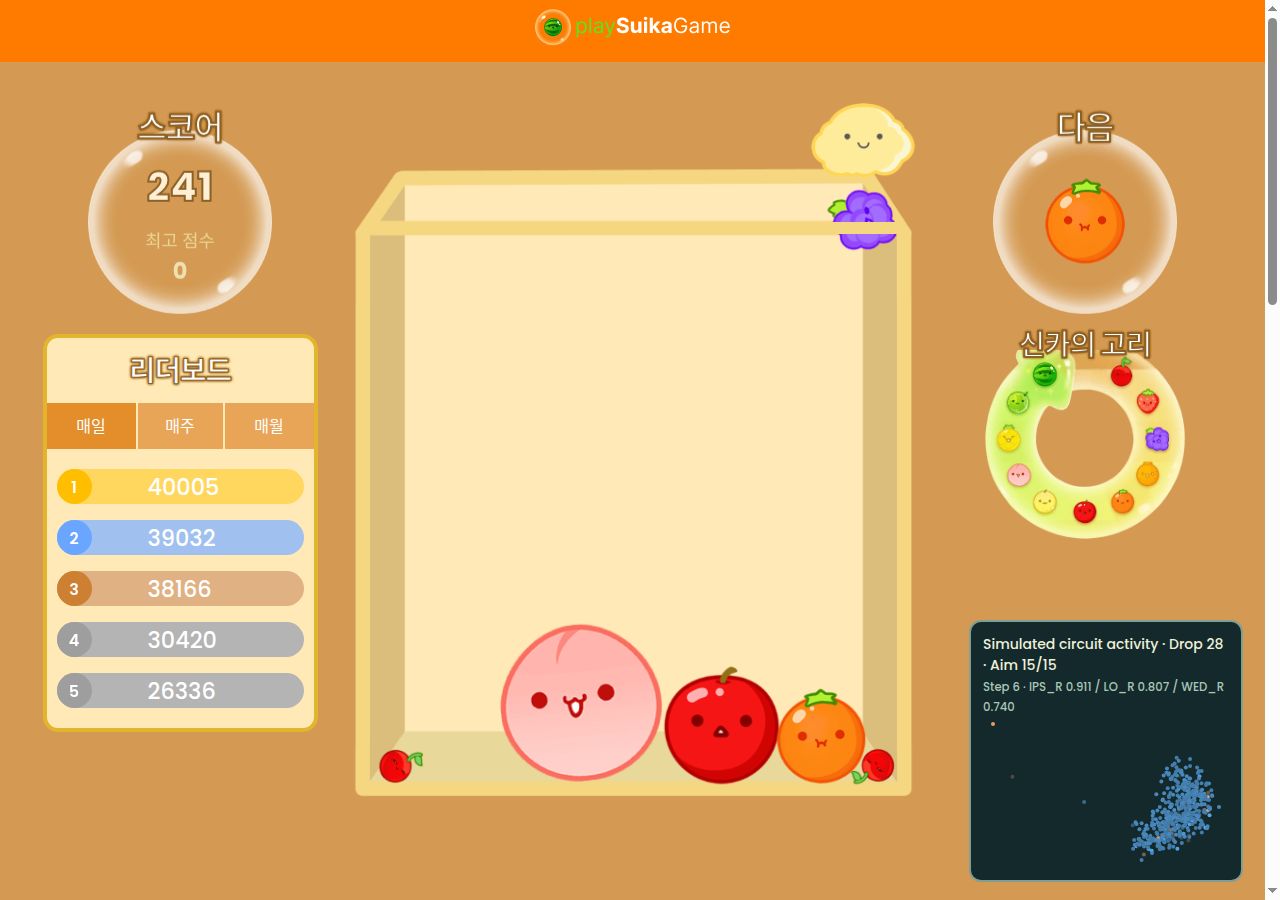 playSuikaGame
스코어
241
최고 점수
0
리더보드
매일 매주 매월
1 40005
2 39032
3 38166
4 30420
5 26336
다음
신카의 고리
Simulated circuit activity · Drop 28
· Aim 15/15
Step 6 · IPS_R 0.911 / LO_R 0.807 / WED_R
0.740